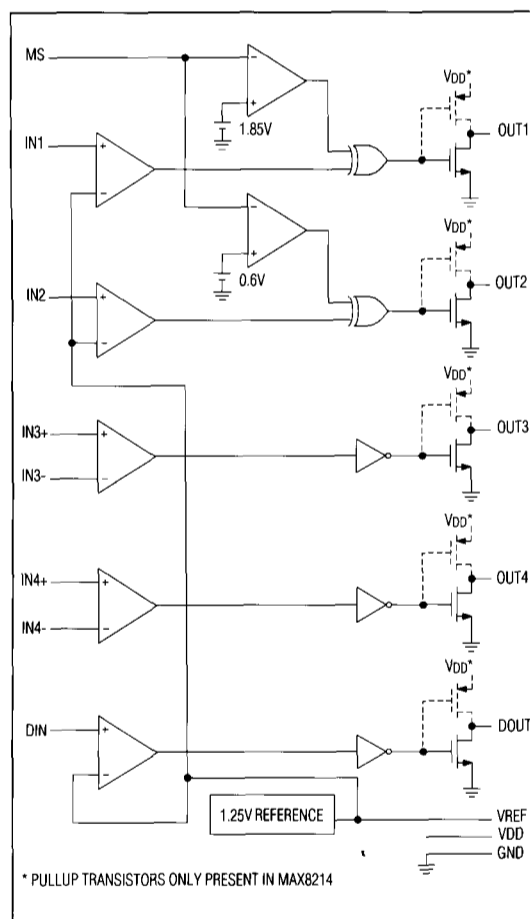 MS
− +
1.85V
VDD*
OUT1
IN1
+ −
− +
0.6V
VDD*
OUT2
IN2
+ −
VDD*
OUT3
IN3+
IN3-
+ −
VDD*
OUT4
IN4+
IN4-
+ −
VDD*
DOUT
DIN
+ −
1.25V REFERENCE
VREF
VDD
GND
* PULLUP TRANSISTORS ONLY PRESENT IN MAX8214